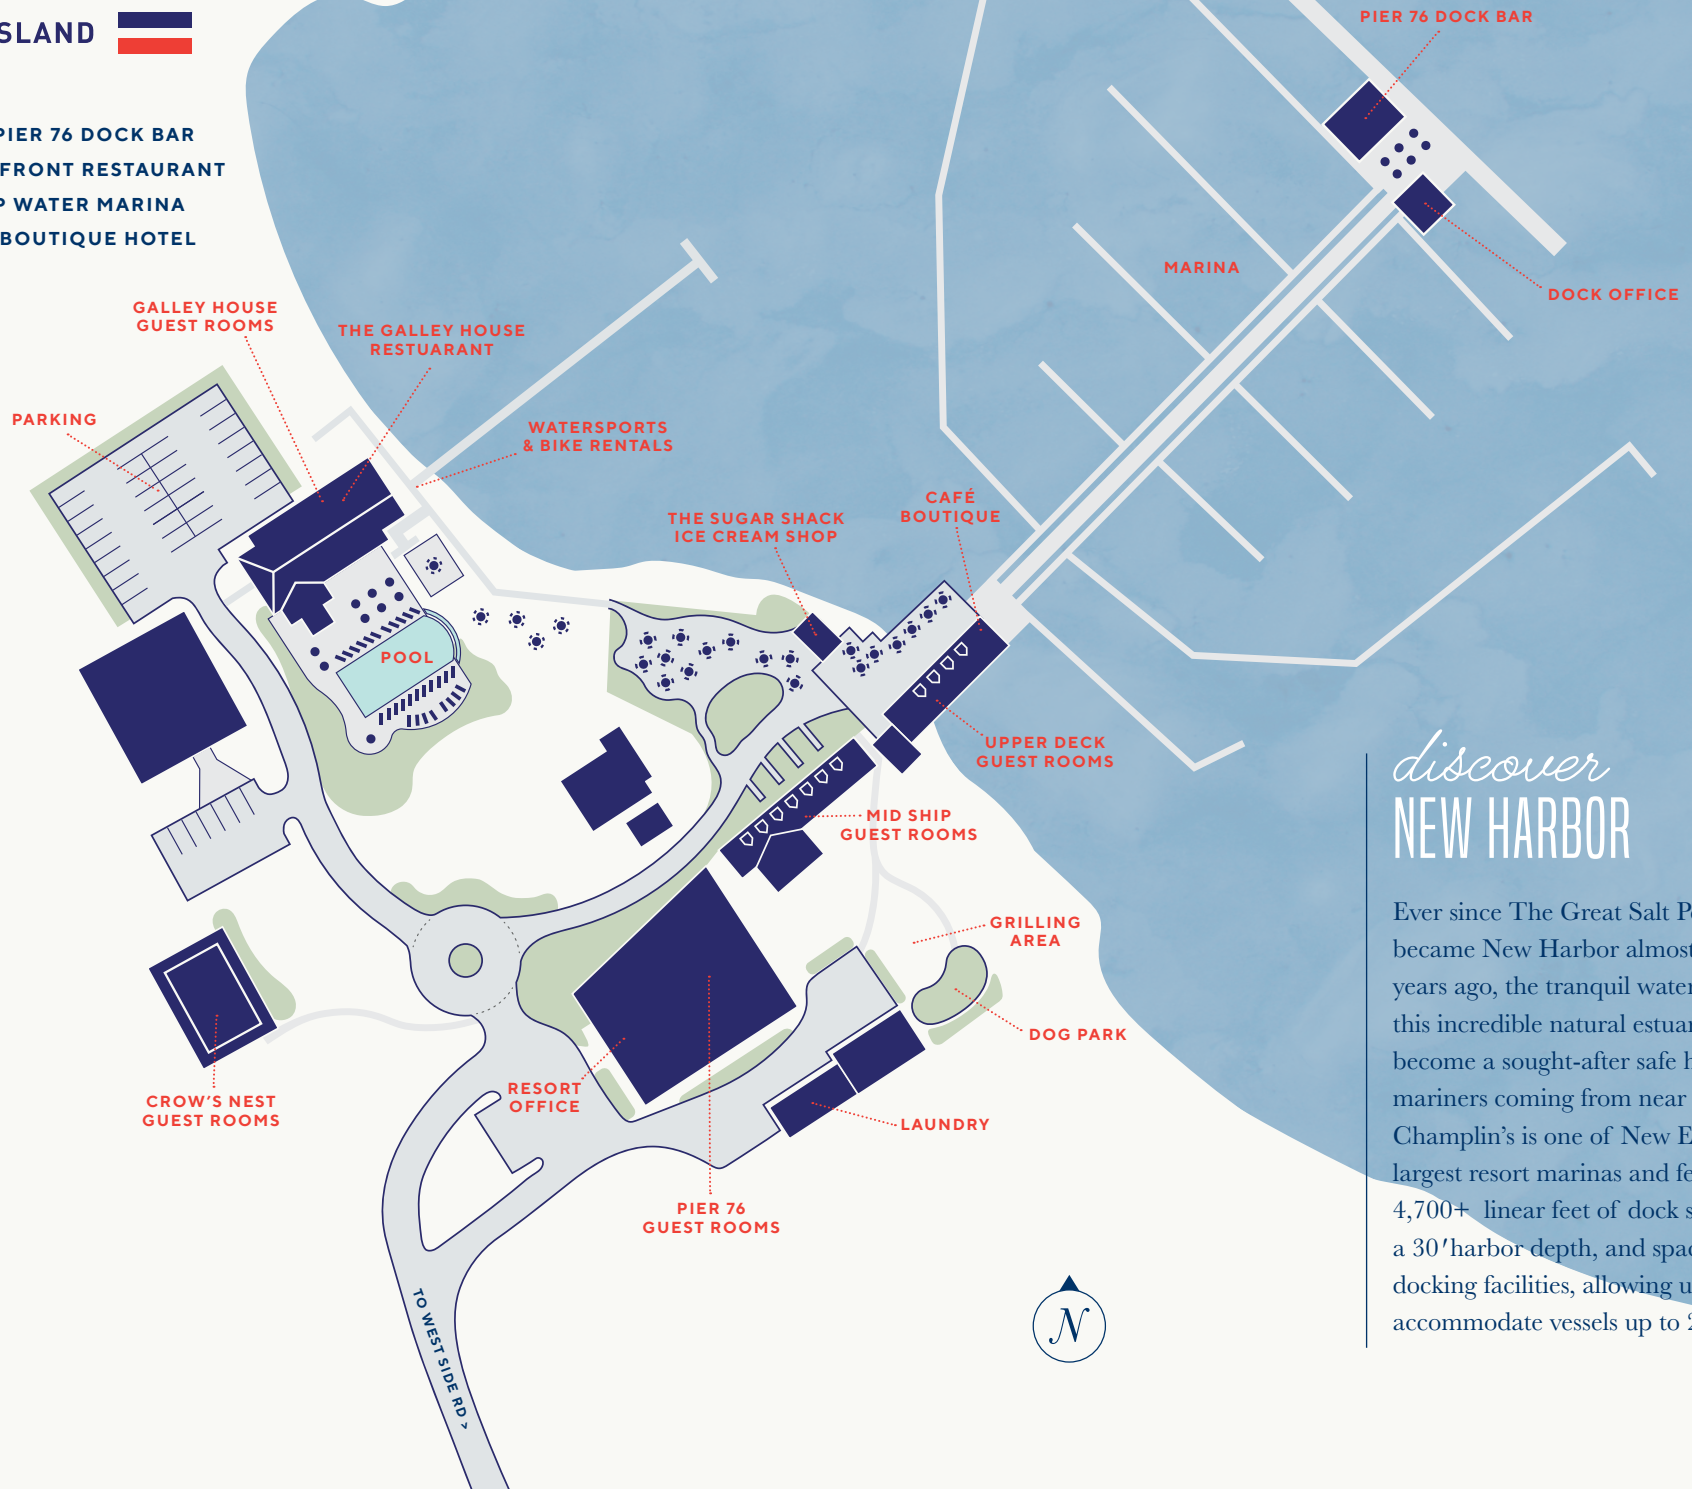 SLAND
PIER 76 DOCK BAR
FRONT RESTAURANT
P WATER MARINA
BOUTIQUE HOTEL
PIER 76 DOCK BAR
MARINA
DOCK OFFICE
GALLEY HOUSE
GUEST ROOMS
THE GALLEY HOUSE
RESTUARANT
PARKING
WATERSPORTS
& BIKE RENTALS
THE SUGAR SHACK
ICE CREAM SHOP
CAFÉ
BOUTIQUE
POOL
UPPER DECK
GUEST ROOMS
MID SHIP
GUEST ROOMS
GRILLING
AREA
DOG PARK
RESORT
OFFICE
CROW'S NEST
GUEST ROOMS
LAUNDRY
PIER 76
GUEST ROOMS
TO WEST SIDE RD >
N
discover
NEW HARBOR
Ever since The Great Salt P
became New Harbor almost
years ago, the tranquil water
this incredible natural estuar
become a sought-after safe h
mariners coming from near
Champlin's is one of New E
largest resort marinas and fe
4,700+ linear feet of dock s
a 30' harbor depth, and spac
docking facilities, allowing u
accommodate vessels up to 2